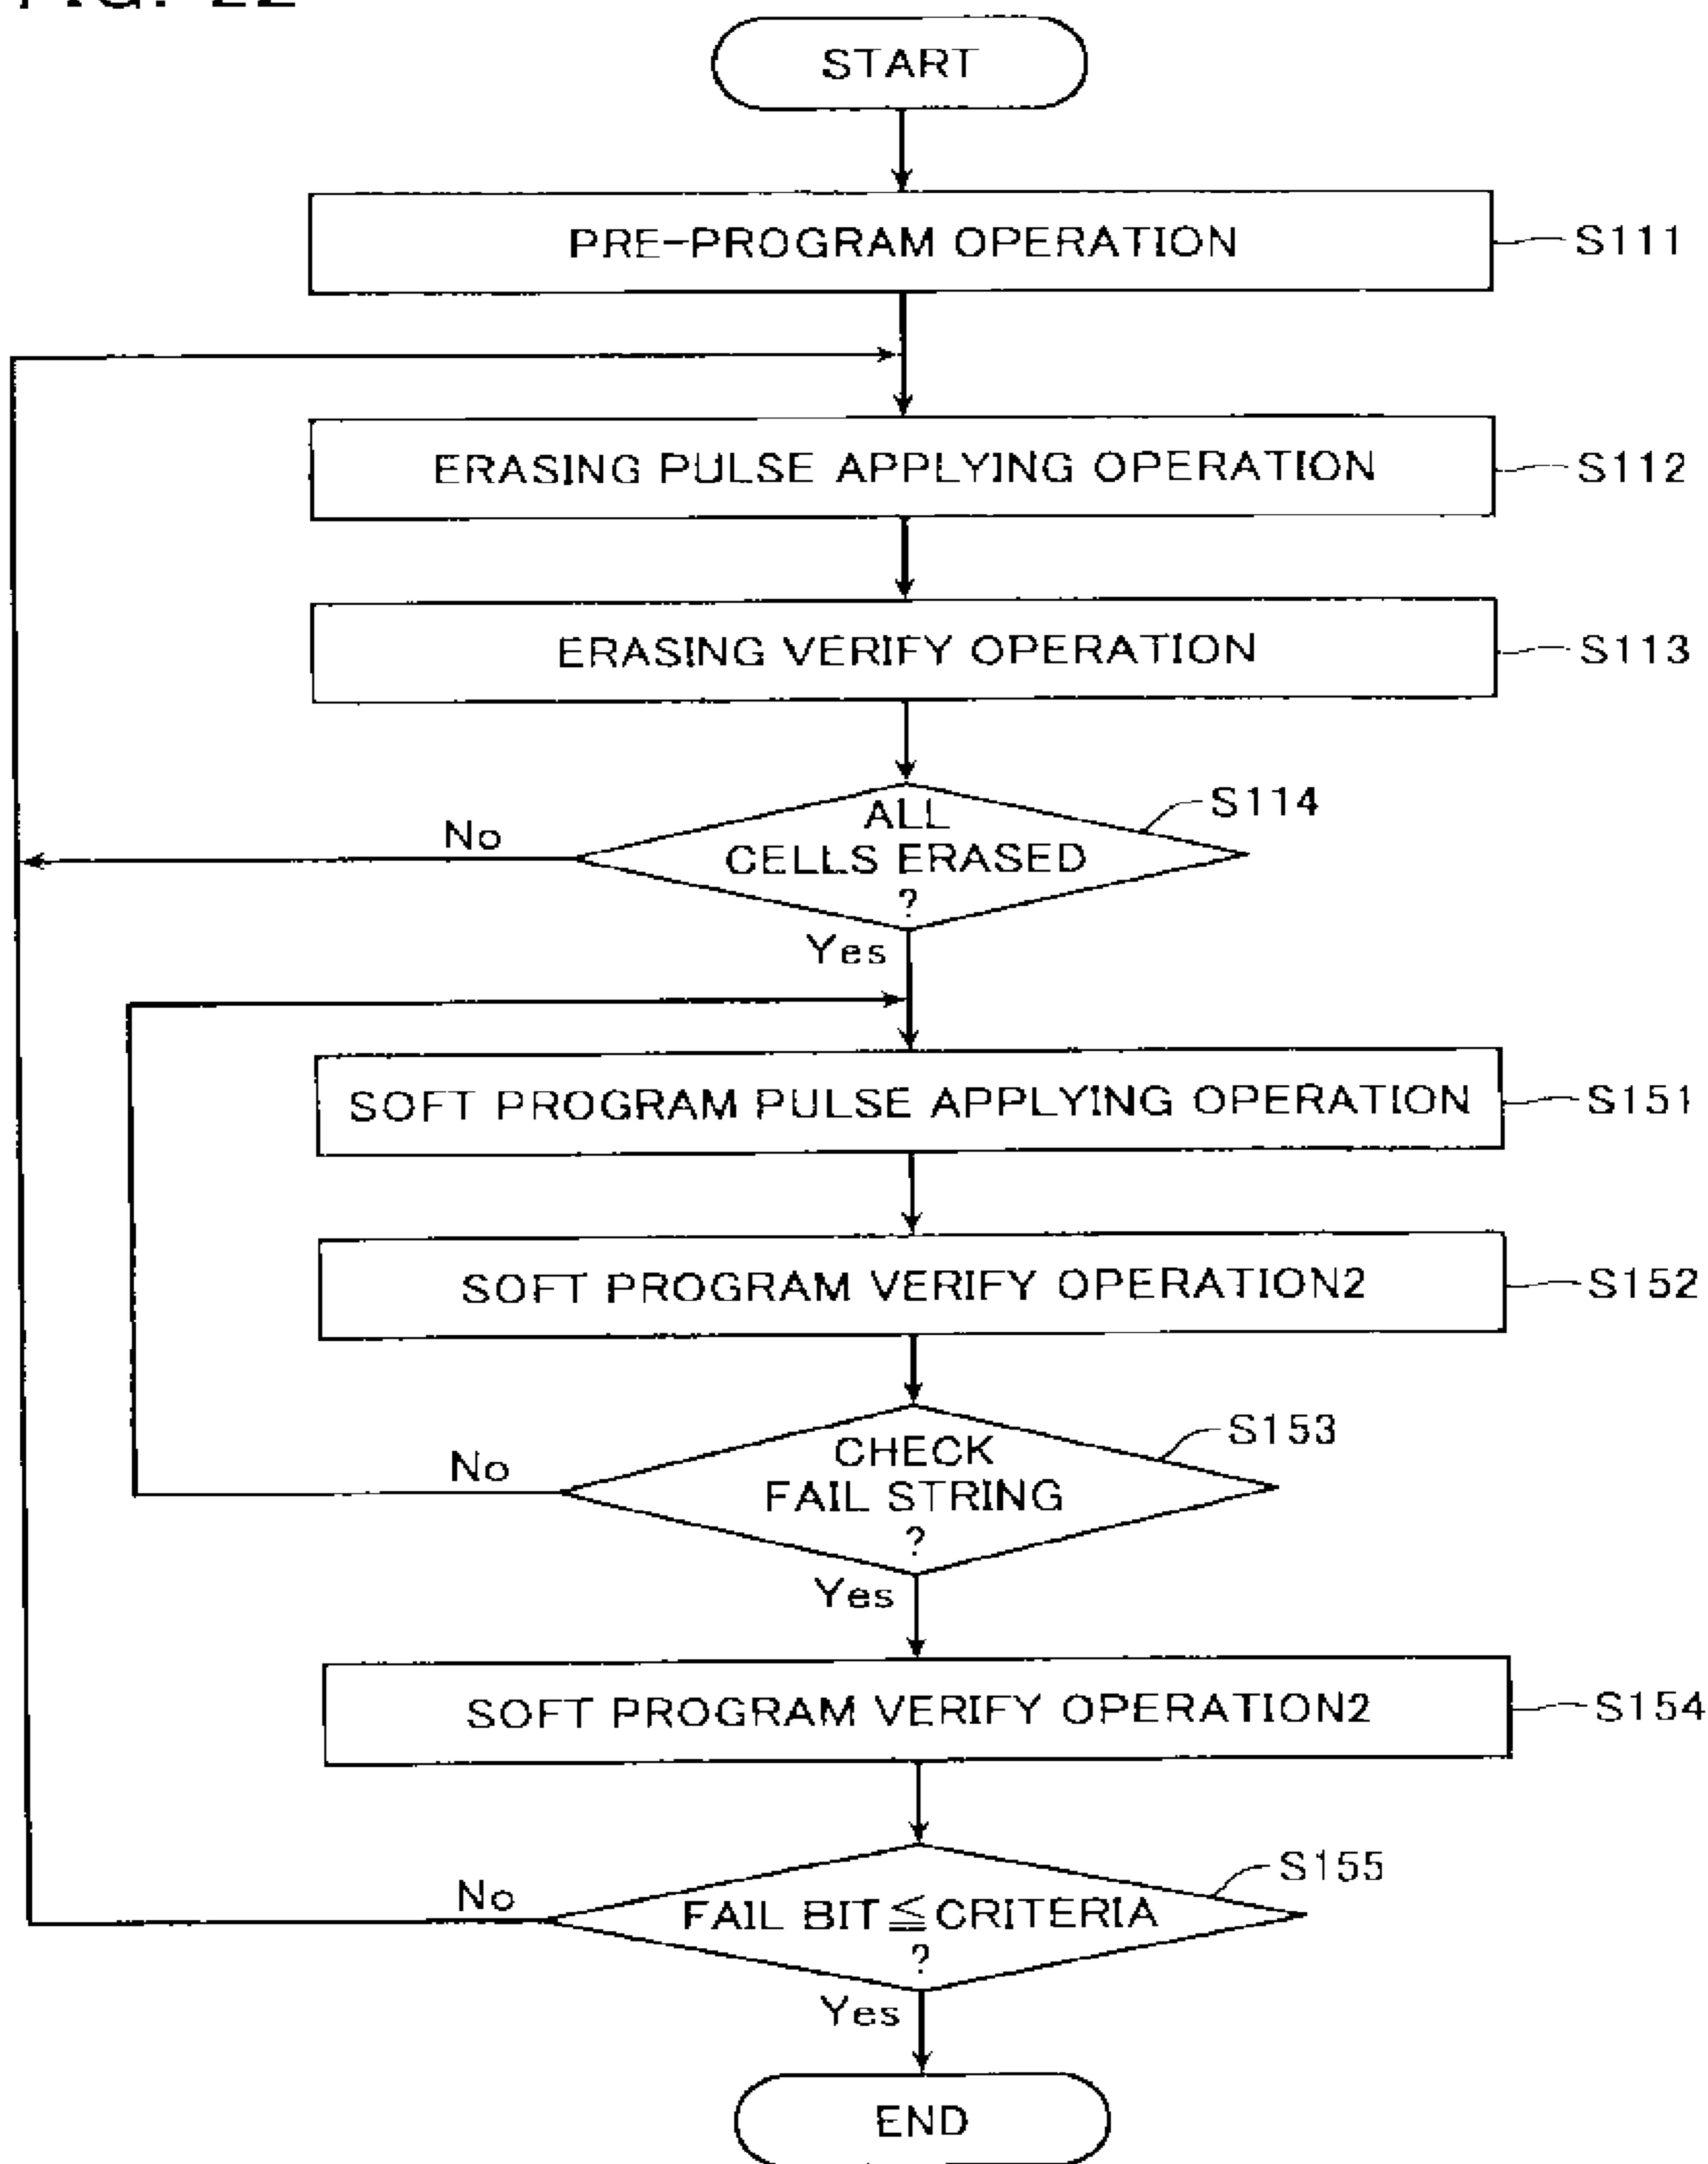 START
PRE-PROGRAM OPERATION
S111
ERASING PULSE APPLYING OPERATION
S112
ERASING VERIFY OPERATION
S113
ALL
CELLS ERASED
?
S114
No
Yes
SOFT PROGRAM PULSE APPLYING OPERATION
S151
SOFT PROGRAM VERIFY OPERATION2
S152
CHECK
FAIL STRING
?
S153
No
Yes
SOFT PROGRAM VERIFY OPERATION2
S154
FAIL BIT≦CRITERIA
?
S155
No
Yes
END